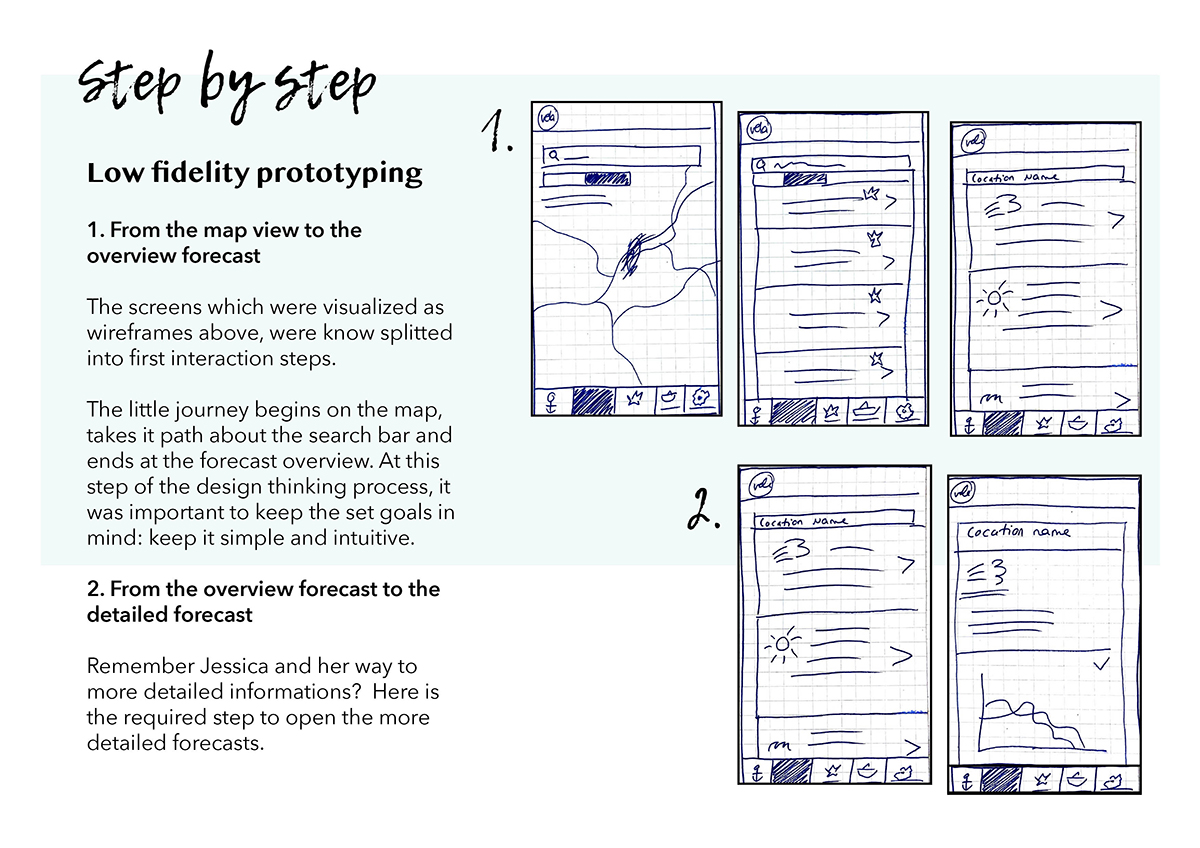 Step by step
Low fidelity prototyping
1. From the map view to the
overview forecast
The screens which were visualized as
wireframes above, were know splitted
into first interaction steps.
The little journey begins on the map,
takes it path about the search bar and
ends at the forecast overview. At this
step of the design thinking process, it
was important to keep the set goals in
mind: keep it simple and intuitive.
2. From the overview forecast to the
detailed forecast
Remember Jessica and her way to
more detailed informations?  Here is
the required step to open the more
detailed forecasts.
1.
vela
vela
vela
Location Name
2.
vela
Location Name
vela
Location name